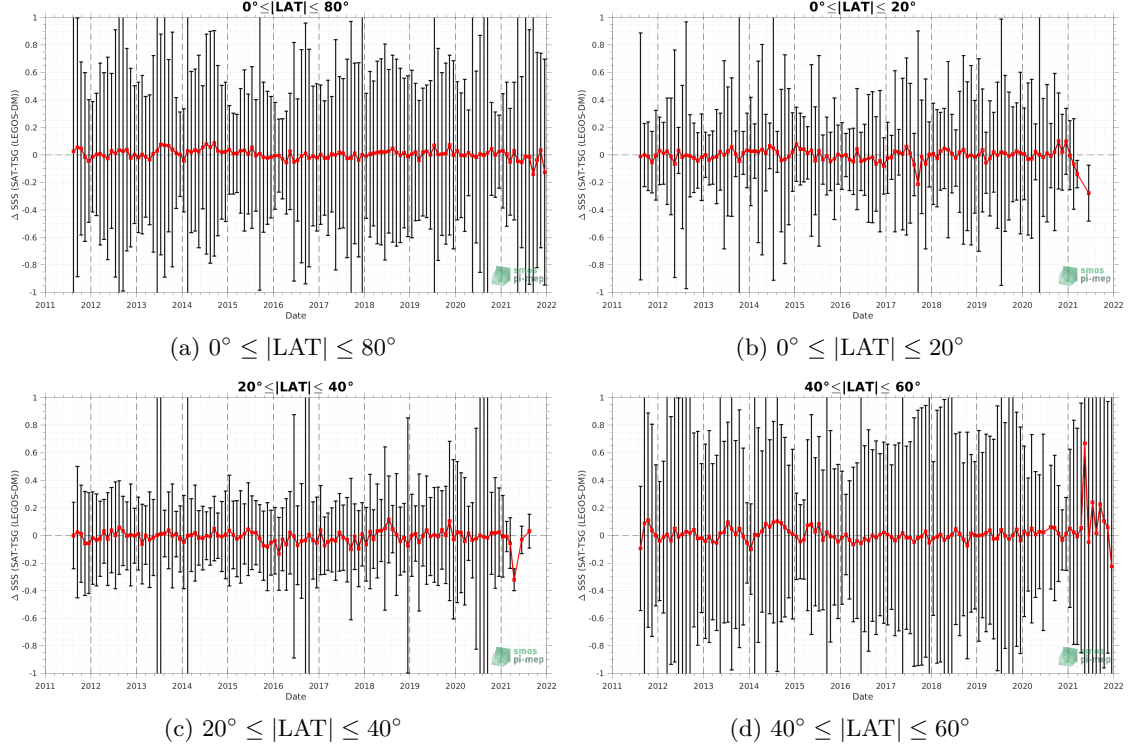 0°≤|LAT|≤ 80°
Δ SSS (SAT-TSG (LEGOS-DM))
1
0.8
0.6
0.4
0.2
0
-0.2
-0.4
-0.6
-0.8
-1
smos
pi-mep
2011 2012 2013 2014 2015 2016 2017 2018 2019 2020 2021 2022
Date
(a) 0° ≤ |LAT| ≤ 80°
0°≤|LAT|≤ 20°
Δ SSS (SAT-TSG (LEGOS-DM))
1
0.8
0.6
0.4
0.2
0
-0.2
-0.4
-0.6
-0.8
-1
smos
pi-mep
2011 2012 2013 2014 2015 2016 2017 2018 2019 2020 2021 2022
Date
(b) 0° ≤ |LAT| ≤ 20°
20°≤|LAT|≤ 40°
Δ SSS (SAT-TSG (LEGOS-DM))
1
0.8
0.6
0.4
0.2
0
-0.2
-0.4
-0.6
-0.8
-1
smos
pi-mep
2011 2012 2013 2014 2015 2016 2017 2018 2019 2020 2021 2022
Date
(c) 20° ≤ |LAT| ≤ 40°
40°≤|LAT|≤ 60°
Δ SSS (SAT-TSG (LEGOS-DM))
1
0.8
0.6
0.4
0.2
0
-0.2
-0.4
-0.6
-0.8
-1
smos
pi-mep
2011 2012 2013 2014 2015 2016 2017 2018 2019 2020 2021 2022
Date
(d) 40° ≤ |LAT| ≤ 60°